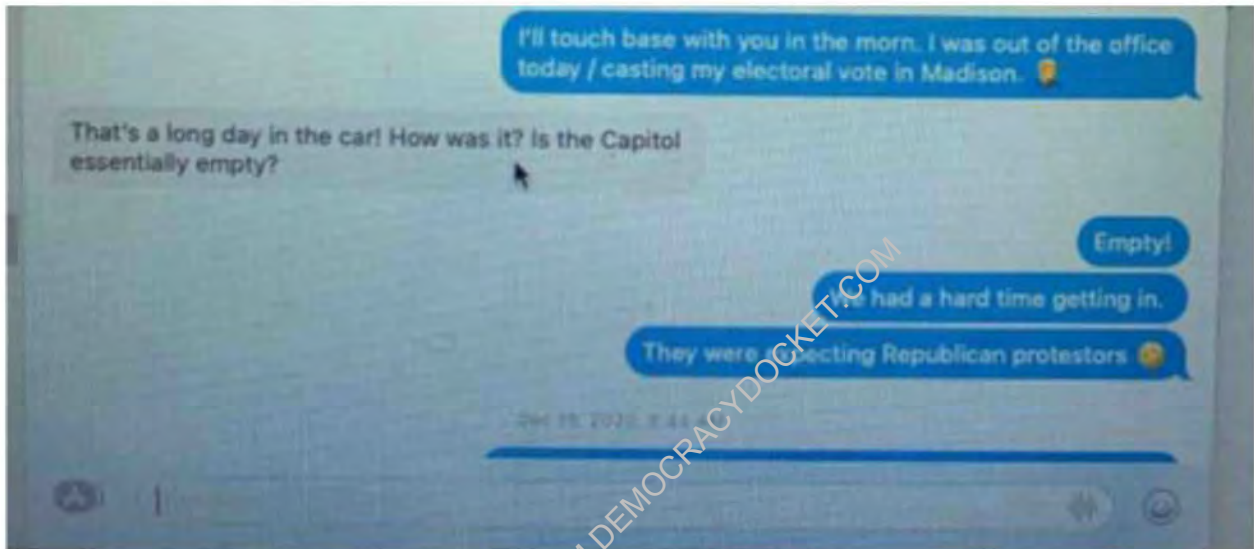 I'll touch base with you in the morn. I was out of the office
today / casting my electoral vote in Madison.
That's a long day in the car! How was it? Is the Capitol
essentially empty?
Empty!
had a hard time getting in.
They were expecting Republican protestors
2020
DEMOCRACYDOCKET.COM